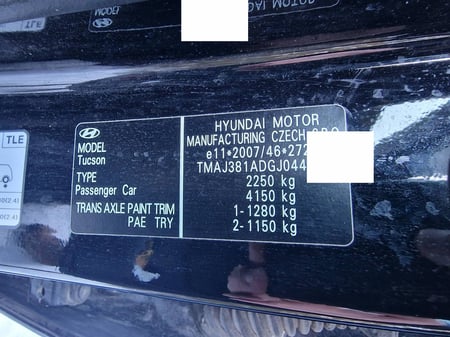 TLE
MODEL
Tucson
TYPE
Passenger Car
TRANS AXLE PAINT TRIM
PAE TRY
HYUNDAI MOTOR
MANUFACTURING CZECH
e11*2007/46*272
TMAJ381ADGJ044
2250 kg
4150 kg
1-1280 kg
2-1150 kg